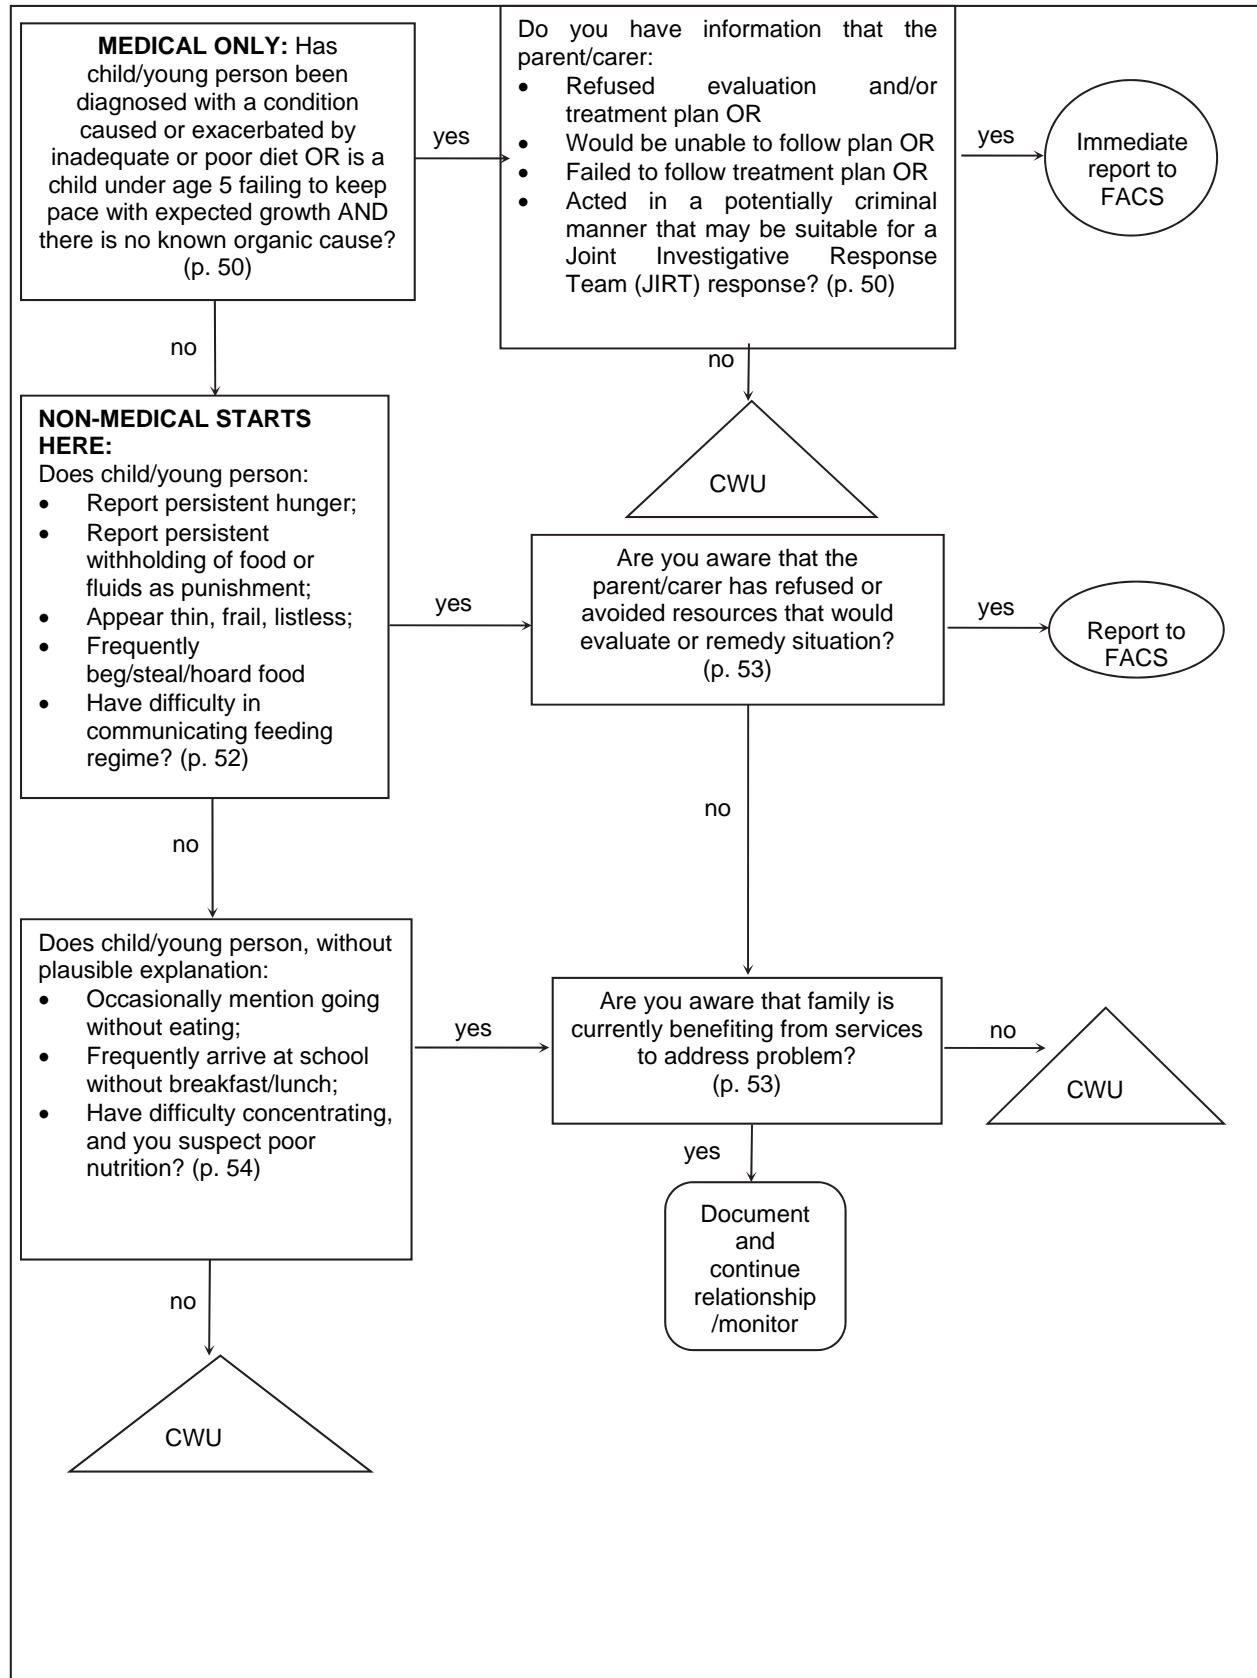 MEDICAL ONLY: Has
child/young person been
diagnosed with a condition
caused or exacerbated by
inadequate or poor diet OR is a
child under age 5 failing to keep
pace with expected growth AND
there is no known organic cause?
(p. 50)
yes
Do you have information that the
parent/carer:
• Refused evaluation and/or
treatment plan OR
• Would be unable to follow plan OR
• Failed to follow treatment plan OR
• Acted in a potentially criminal
manner that may be suitable for a
Joint Investigative Response
Team (JIRT) response? (p. 50)
yes
Immediate
report to
FACS
no
no
CWU
NON-MEDICAL STARTS
HERE:
Does child/young person:
• Report persistent hunger;
• Report persistent
withholding of food or
fluids as punishment;
• Appear thin, frail, listless;
• Frequently
beg/steal/hoard food
• Have difficulty in
communicating feeding
regime? (p. 52)
yes
Are you aware that the
parent/carer has refused or
avoided resources that would
evaluate or remedy situation?
(p. 53)
yes
Report to
FACS
no
no
Does child/young person, without
plausible explanation:
• Occasionally mention going
without eating;
• Frequently arrive at school
without breakfast/lunch;
• Have difficulty concentrating,
and you suspect poor
nutrition? (p. 54)
yes
Are you aware that family is
currently benefiting from services
to address problem?
(p. 53)
no
CWU
yes
Document
and
continue
relationship
/monitor
no
CWU